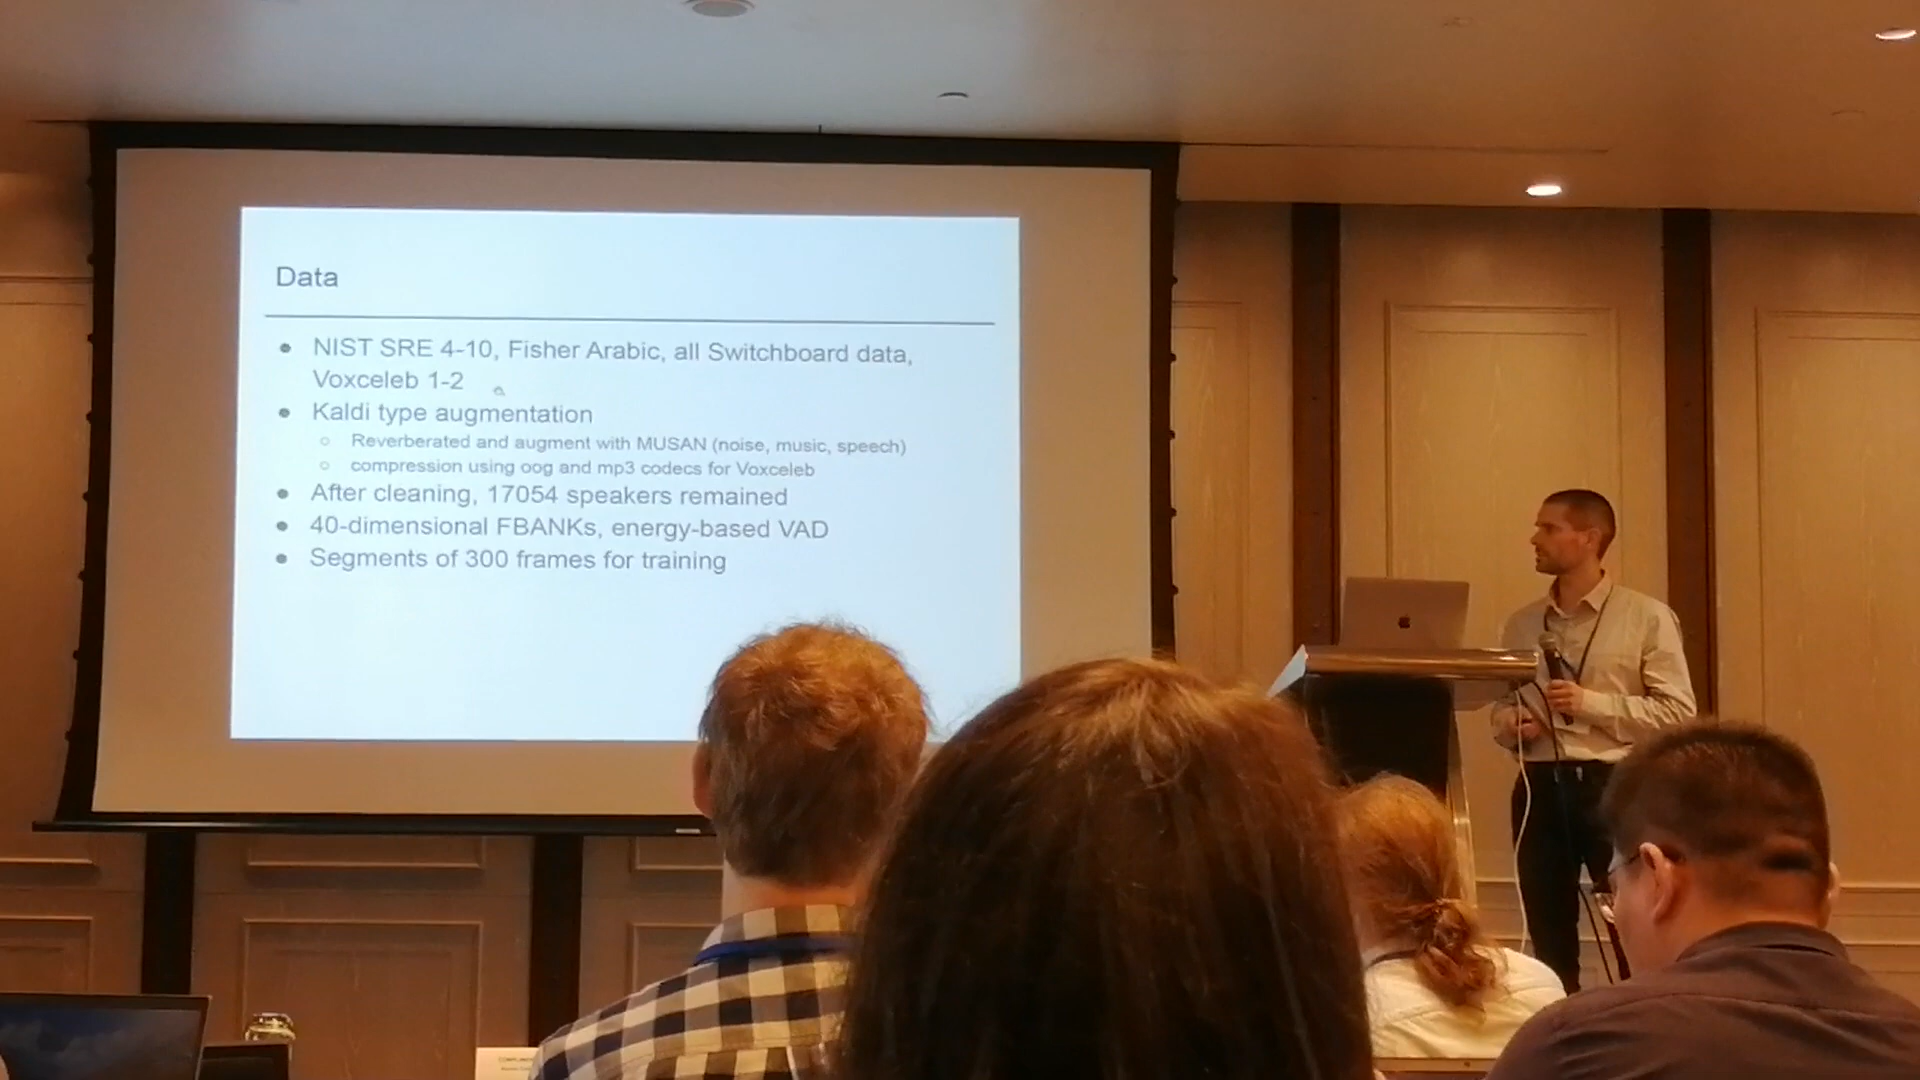 Data
• NIST SRE 4-10, Fisher Arabic, all Switchboard data,
Voxceleb 1-2
• Kaldi type augmentation
○ Reverberated and augment with MUSAN (noise, music, speech)
○ compression using oog and mp3 codecs for Voxceleb
• After cleaning, 17054 speakers remained
• 40-dimensional FBANKs, energy-based VAD
• Segments of 300 frames for training